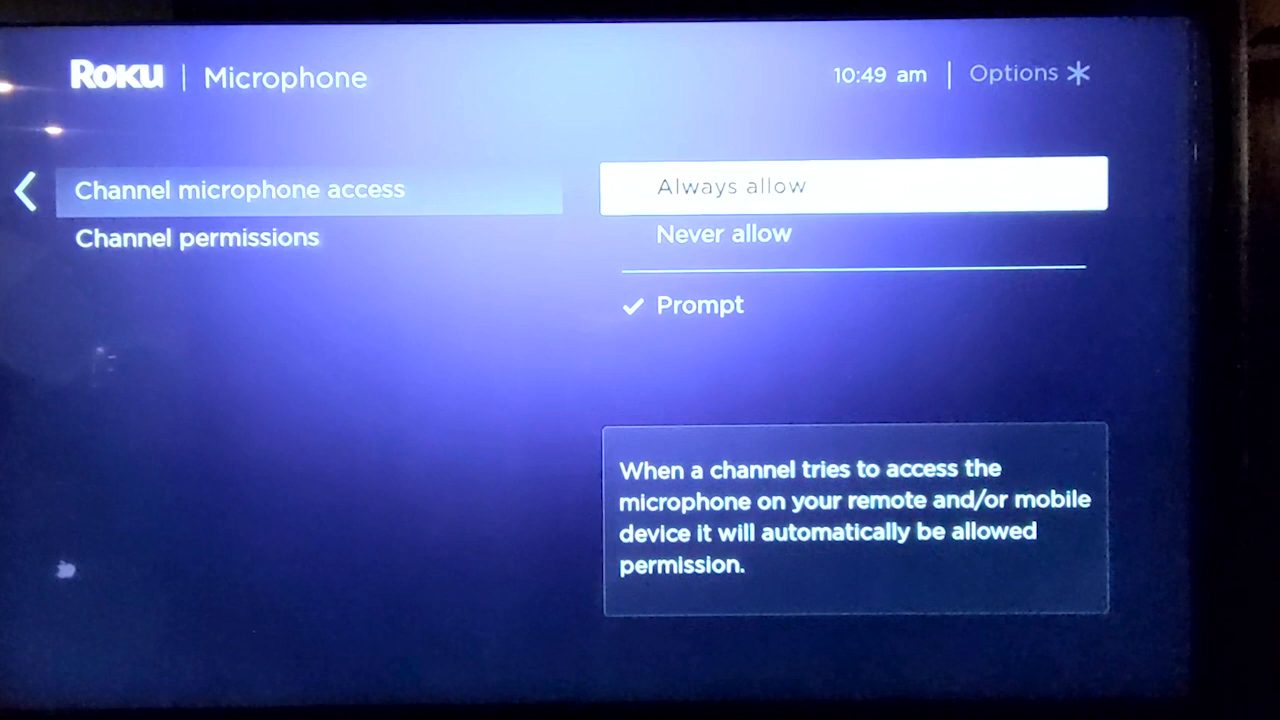 Roku | Microphone
10:49 am | Options
Channel microphone access
Channel permissions
Always allow
Never allow
Prompt
When a channel tries to access the
microphone on your remote and/or mobile
device it will automatically be allowed
permission.